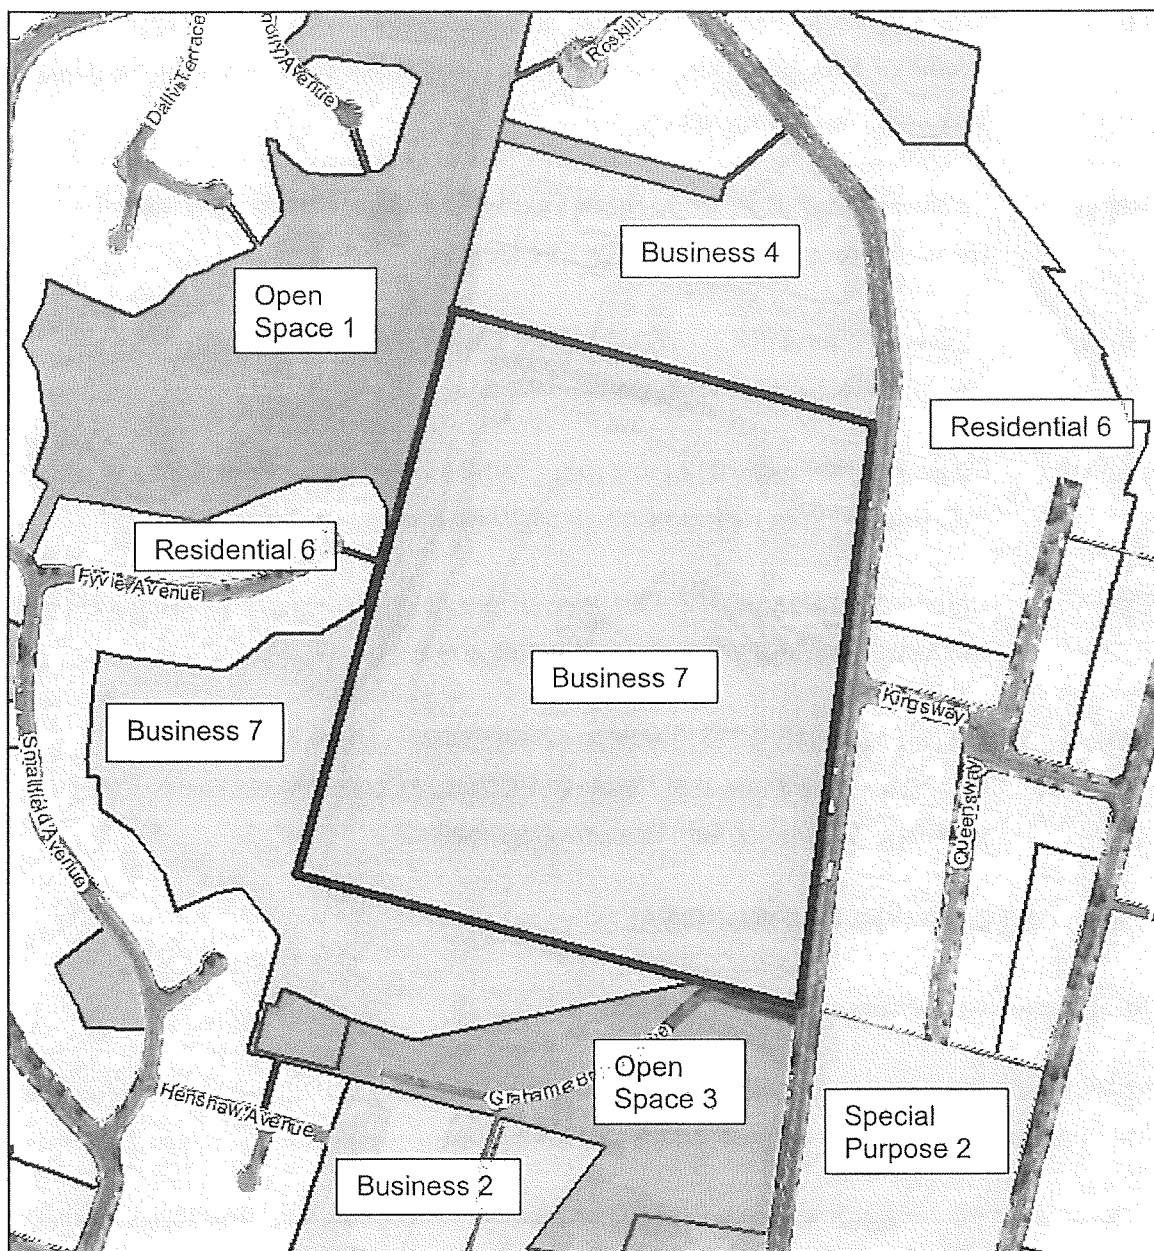 Terrace
Avenue
Business 4
Open
Space 1
Residential 6
Residential 6
Fyvie Avenue
Business 7
Business 7
Kingsway
Smallfield Avenue
Queensway
Open
Space 3
Henshaw Avenue
Special
Purpose 2
Business 2